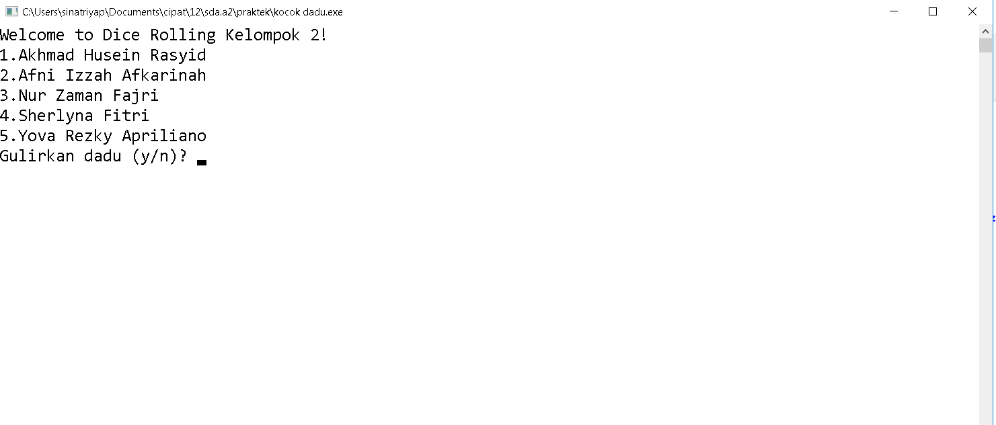 C:\Users\sinatriyap\Documents\cipat\12\sda.a2\praktek\kocok dadu.exe
Welcome to Dice Rolling Kelompok 2!
1.Akhmad Husein Rasyid
2.Afni Izzah Afkarinah
3.Nur Zaman Fajri
4.Sherlyna Fitri
5.Yova Rezky Apriliano
Gulirkan dadu (y/n)?